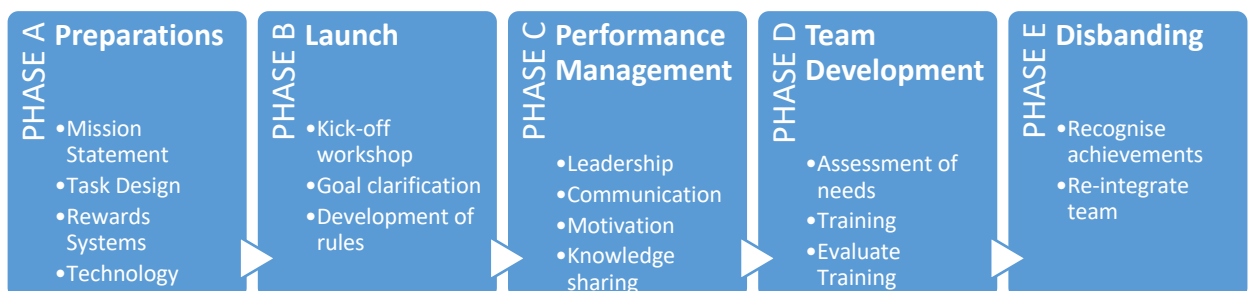 PHASE A
Preparations
•Mission
Statement
•Task Design
•Rewards
Systems
•Technology
PHASE B
Launch
•Kick-off
workshop
•Goal clarification
•Development of
rules
PHASE C
Performance
Management
•Leadership
•Communication
•Motivation
•Knowledge
sharing
PHASE D
Team
Development
•Assessment of
needs
•Training
•Evaluate
Training
PHASE E
Disbanding
•Recognise
achievements
•Re-integrate
team